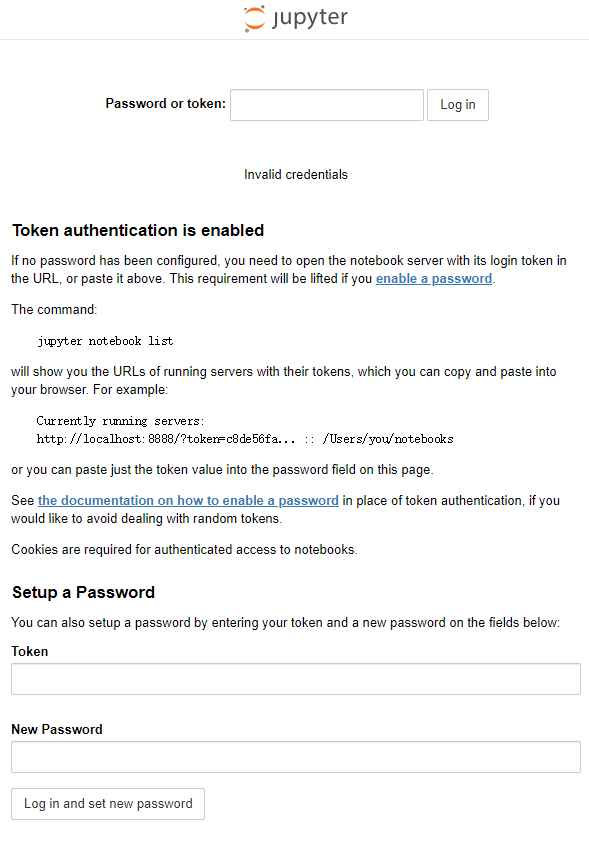 jupyter
Password or token:
Log in
Invalid credentials
Token authentication is enabled
If no password has been configured, you need to open the notebook server with its login token in
the URL, or paste it above. This requirement will be lifted if you enable a password.
The command:
jupyter notebook list
will show you the URLs of running servers with their tokens, which you can copy and paste into
your browser. For example:
Currently running servers:
http://localhost:8888/?token=c8de56fa... :: /Users/you/notebooks
or you can paste just the token value into the password field on this page.
See the documentation on how to enable a password in place of token authentication, if you
would like to avoid dealing with random tokens.
Cookies are required for authenticated access to notebooks.
Setup a Password
You can also setup a password by entering your token and a new password on the fields below:
Token
New Password
Log in and set new password